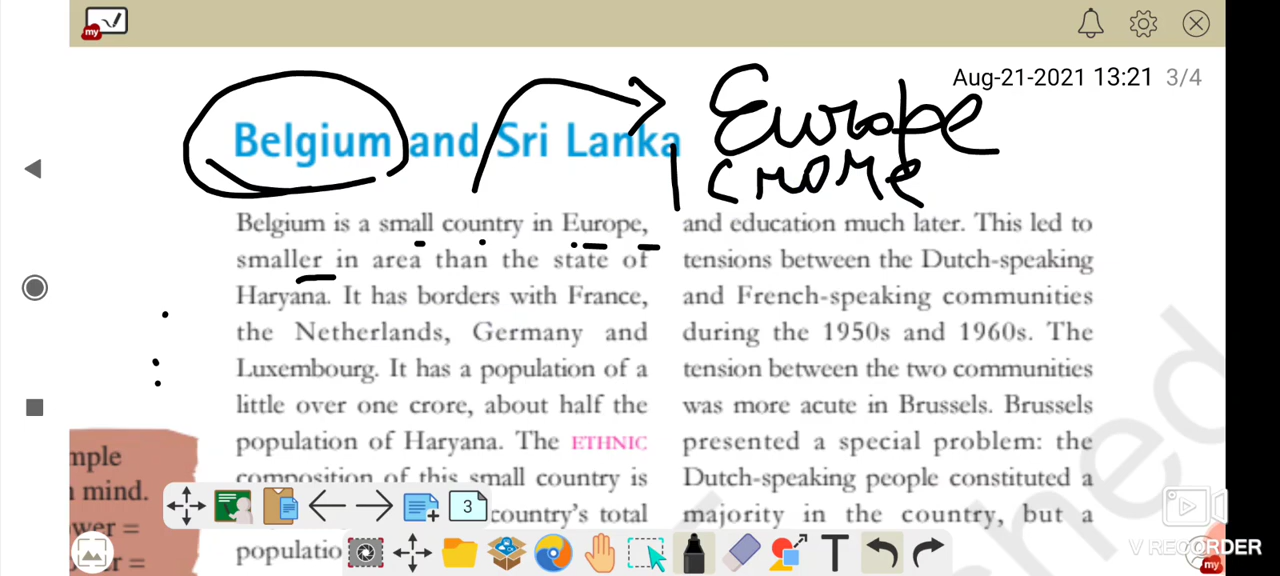 my
Aug-21-2021 13:21 3/4
Europe
1 crore
Belgium and Sri Lanka
Belgium is a small country in Europe,
smaller in area than the state of
Haryana. It has borders with France,
the Netherlands, Germany and
Luxembourg. It has a population of a
little over one crore, about half the
population of Haryana. The ETHNIC
composition of this small country is
country's total
populatio
and education much later. This led to
tensions between the Dutch-speaking
and French-speaking communities
during the 1950s and 1960s. The
tension between the two communities
was more acute in Brussels. Brussels
presented a special problem: the
Dutch-speaking people constituted a
majority in the country, but a
mple
mind.
wer =
r =
3
T
V RECORDER
my